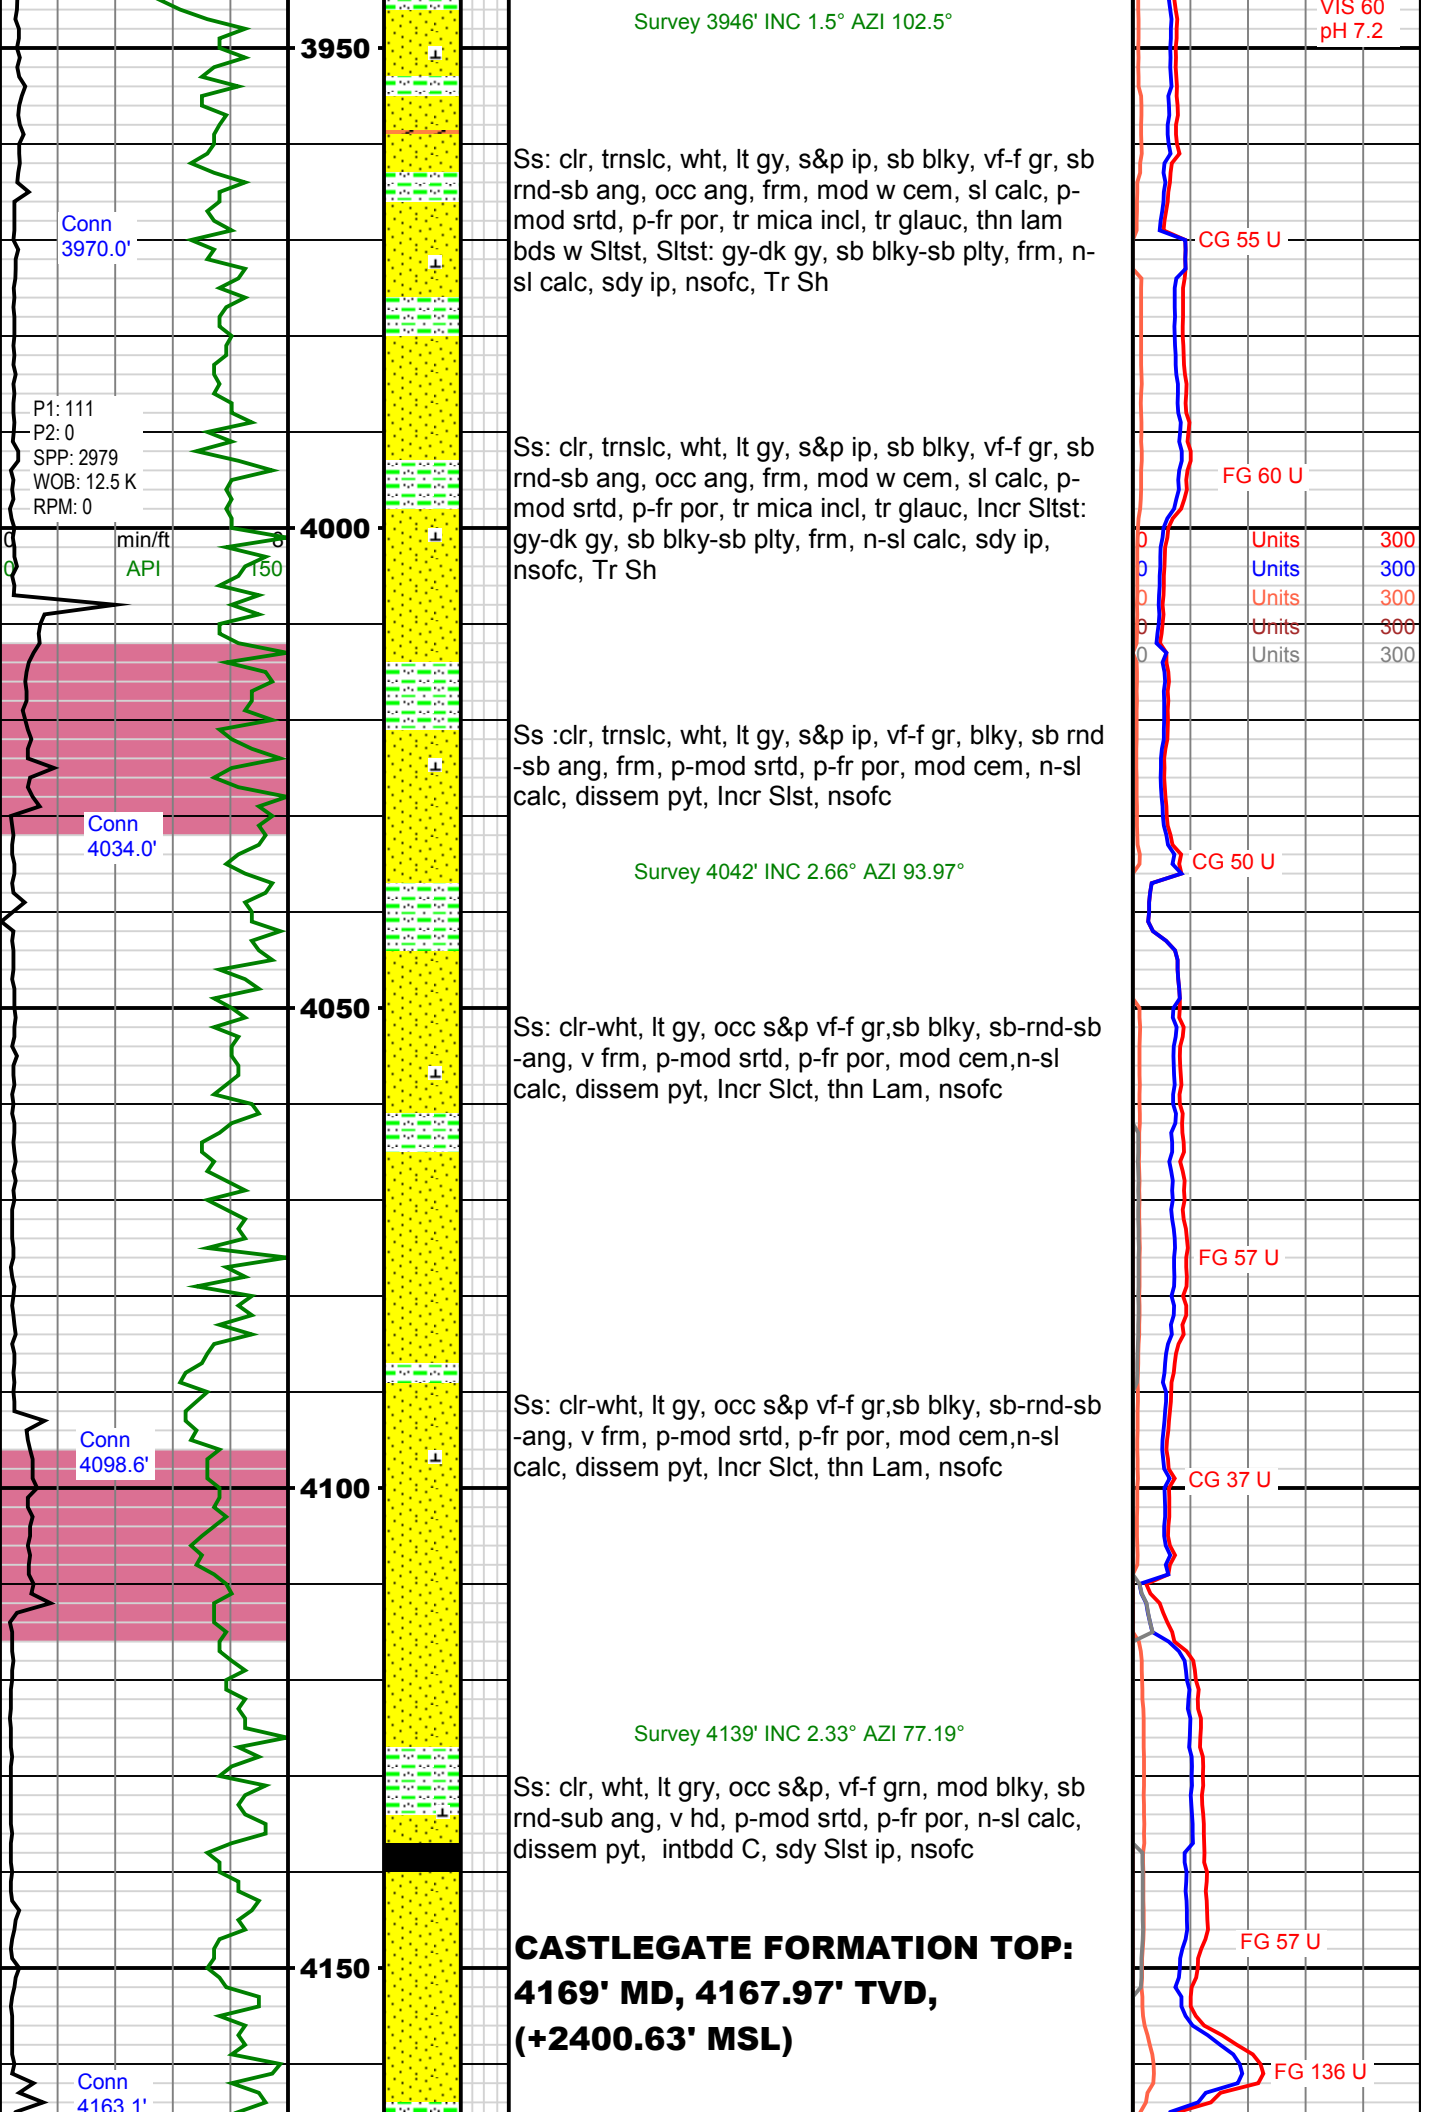 Survey 3946' INC 1.5° AZI 102.5°
VIS 60
pH 7.2
3950
Ss: clr, trnslc, wht, lt gy, s&p ip, sb blky, vf-f gr, sb
rnd-sb ang, occ ang, frm, mod w cem, sl calc, p-
mod srtd, p-fr por, tr mica incl, tr glauc, thn lam
bds w Sltst, Sltst: gy-dk gy, sb blky-sb plty, frm, n-
sl calc, sdy ip, nsofc, Tr Sh
Conn
3970.0'
CG 55 U
P1: 111
P2: 0
SPP: 2979
WOB: 12.5 K
RPM: 0
Ss: clr, trnslc, wht, lt gy, s&p ip, sb blky, vf-f gr, sb
rnd-sb ang, occ ang, frm, mod w cem, sl calc, p-
mod srtd, p-fr por, tr mica incl, tr glauc, Incr Sltst:
gy-dk gy, sb blky-sb plty, frm, n-sl calc, sdy ip,
nsofc, Tr Sh
FG 60 U
4000
0 min/ft 8
0 API 150
0 Units 300
0 Units 300
0 Units 300
0 Units 300
0 Units 300
Ss :clr, trnslc, wht, lt gy, s&p ip, vf-f gr, blky, sb rnd
-sb ang, frm, p-mod srtd, p-fr por, mod cem, n-sl
calc, dissem pyt, Incr Slst, nsofc
Conn
4034.0'
CG 50 U
Survey 4042' INC 2.66° AZI 93.97°
4050
Ss: clr-wht, lt gy, occ s&p vf-f gr,sb blky, sb-rnd-sb
-ang, v frm, p-mod srtd, p-fr por, mod cem,n-sl
calc, dissem pyt, Incr Slct, thn Lam, nsofc
FG 57 U
Ss: clr-wht, lt gy, occ s&p vf-f gr,sb blky, sb-rnd-sb
-ang, v frm, p-mod srtd, p-fr por, mod cem,n-sl
calc, dissem pyt, Incr Slct, thn Lam, nsofc
Conn
4098.6'
CG 37 U
4100
Survey 4139' INC 2.33° AZI 77.19°
Ss: clr, wht, lt gry, occ s&p, vf-f grn, mod blky, sb
rnd-sub ang, v hd, p-mod srtd, p-fr por, n-sl calc,
dissem pyt, intbdd C, sdy Slst ip, nsofc
FG 57 U
4150
CASTLEGATE FORMATION TOP:
4169' MD, 4167.97' TVD,
(+2400.63' MSL)
FG 136 U
Conn
4163.1'